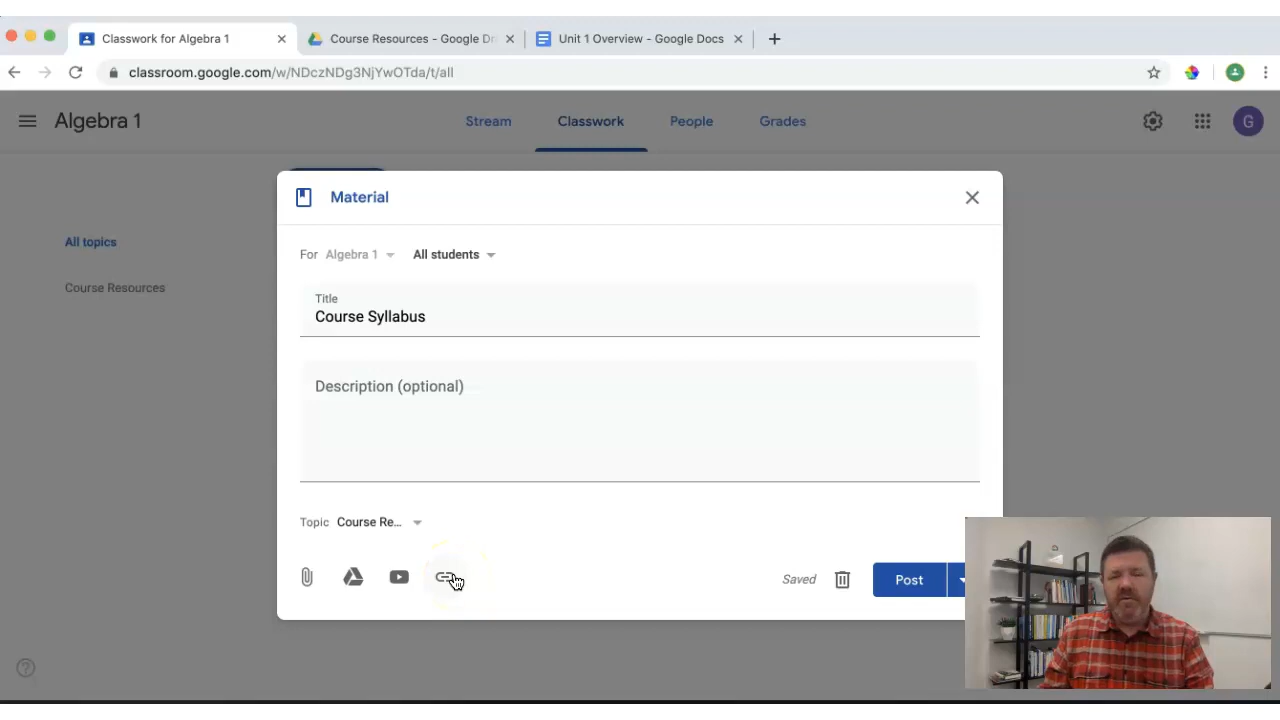 Classwork for Algebra 1
Course Resources - Google Dr
Unit 1 Overview - Google Docs
classroom.google.com/w/NDczNDg3NjYwOTda/t/all
Algebra 1
Stream
Classwork
People
Grades
G
Material
All topics
For Algebra 1 All students
Course Resources
Title
Course Syllabus
Description (optional)
Topic Course Re...
Saved
Post